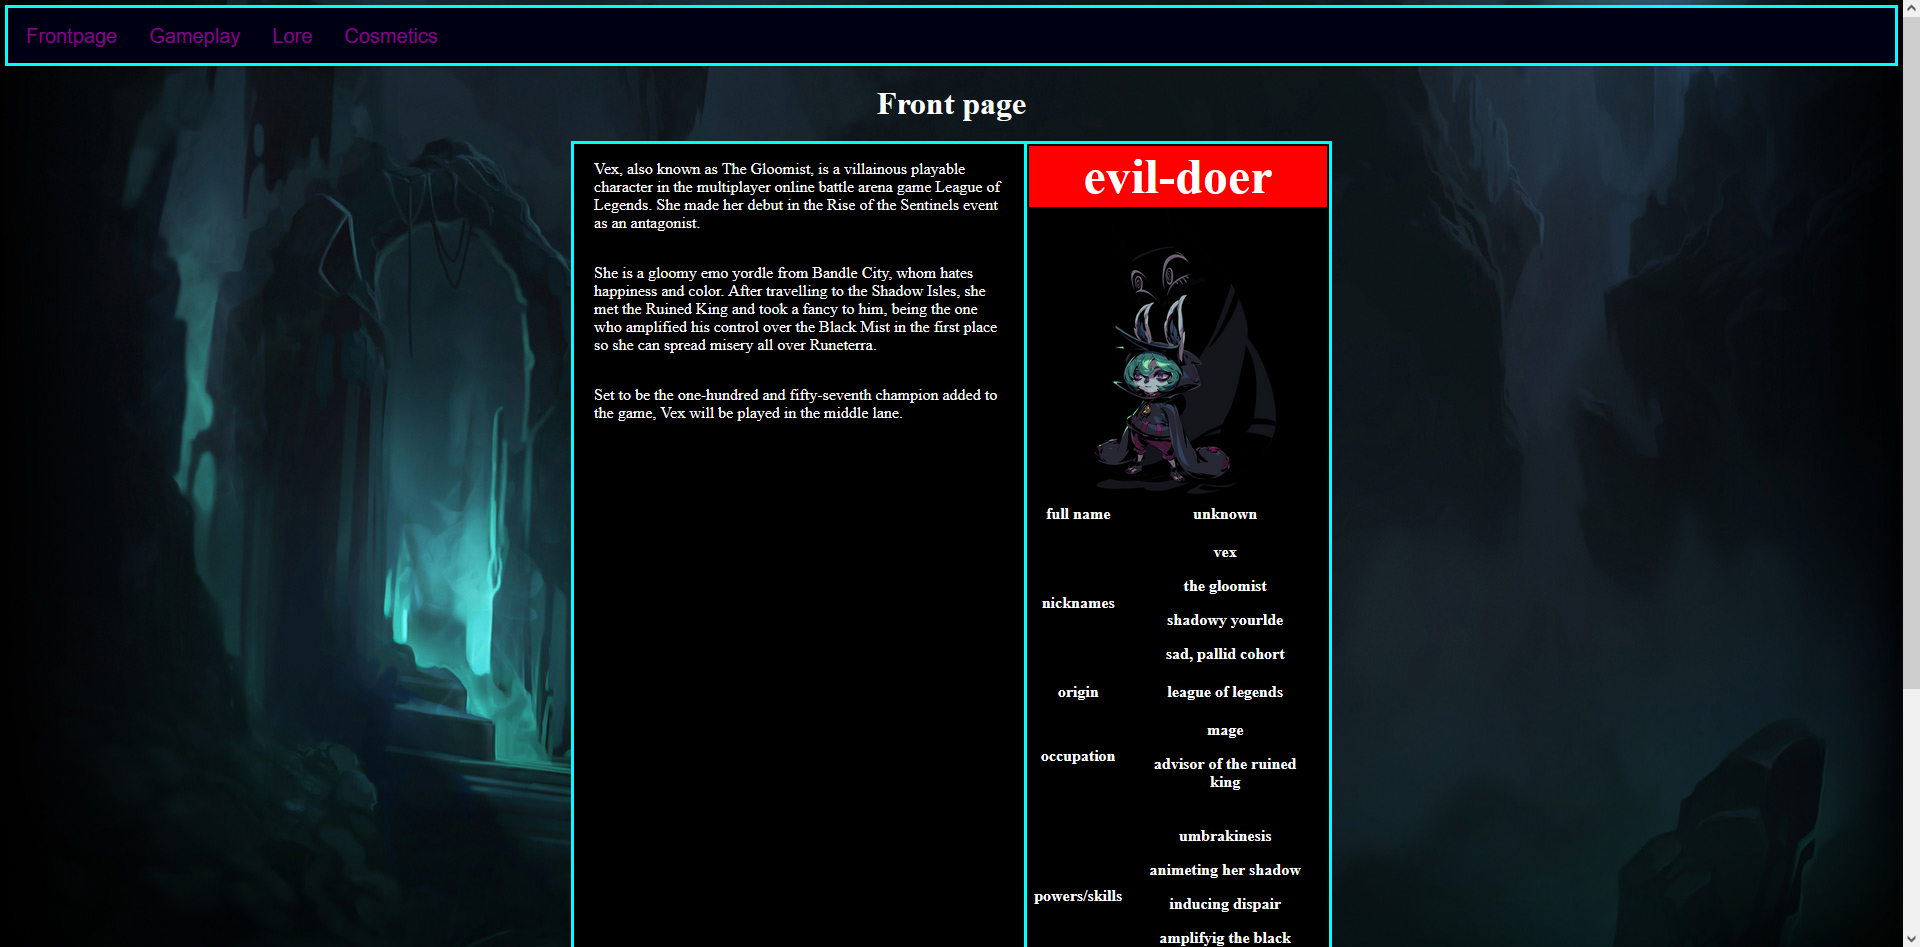 Frontpage Gameplay Lore Cosmetics
Front page
Vex, also known as The Gloomist, is a villainous playable
character in the multiplayer online battle arena game League of
Legends. She made her debut in the Rise of the Sentinels event
as an antagonist.
She is a gloomy emo yordle from Bandle City, whom hates
happiness and color. After travelling to the Shadow Isles, she
met the Ruined King and took a fancy to him, being the one
who amplified his control over the Black Mist in the first place
so she can spread misery all over Runeterra.
Set to be the one-hundred and fifty-seventh champion added to
the game, Vex will be played in the middle lane.
evil-doer
full name unknown
nicknames
vex
the gloomist
shadowy yourlde
sad, pallid cohort
origin league of legends
occupation
mage
advisor of the ruined
king
powers/skills
umbrakinesis
animeting her shadow
inducing dispair
amplifyig the black